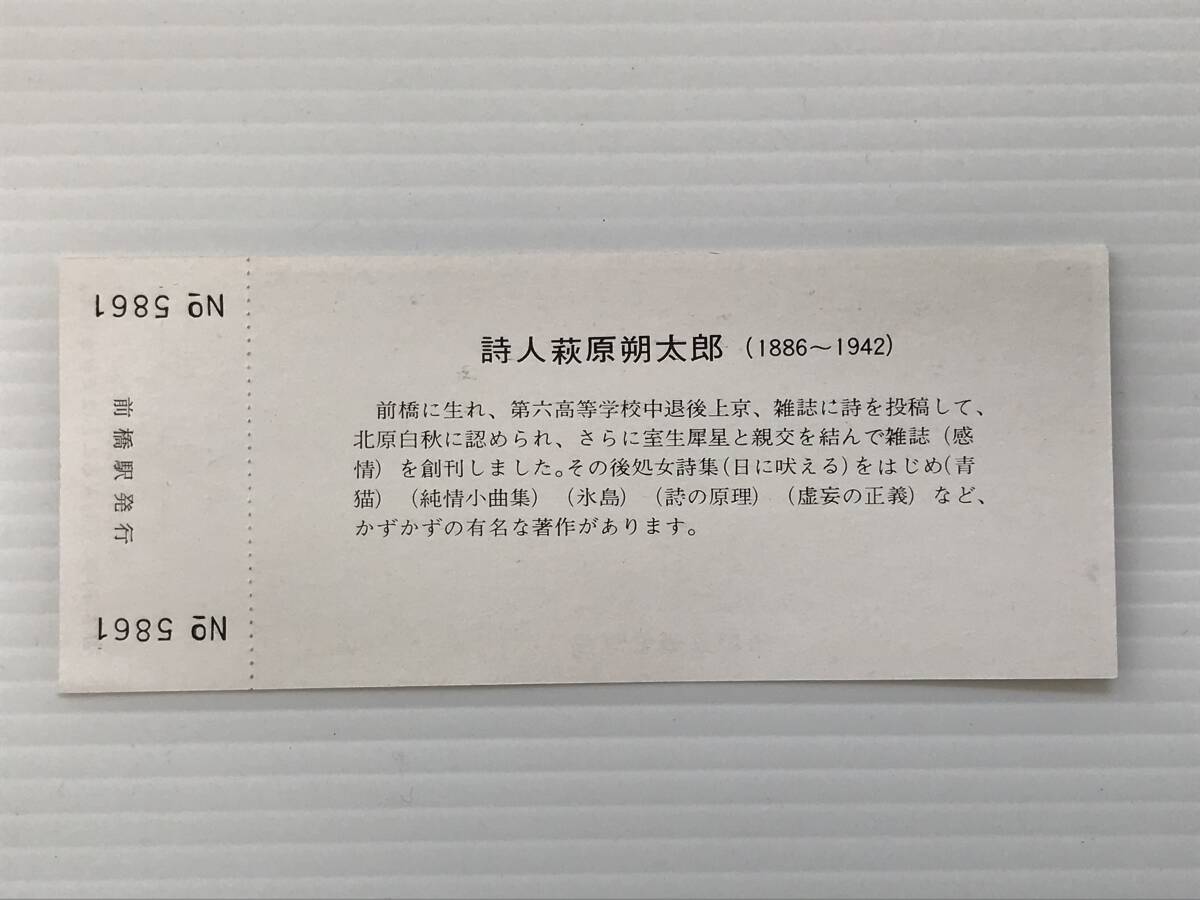 No 5861
前橋駅発行
No 5861
詩人萩原朔太郎 (1886~1942)
前橋に生れ、第六高等学校中退後上京、雑誌に詩を投稿して、
北原白秋に認められ、さらに室生犀星と親交を結んで雑誌(感
情)を創刊しました。その後処女詩集(日に吠える)をはじめ(青
猫)(純情小曲集)(氷島)(詩の原理)(虚妄の正義)など、
かずかずの有名な著作があります。